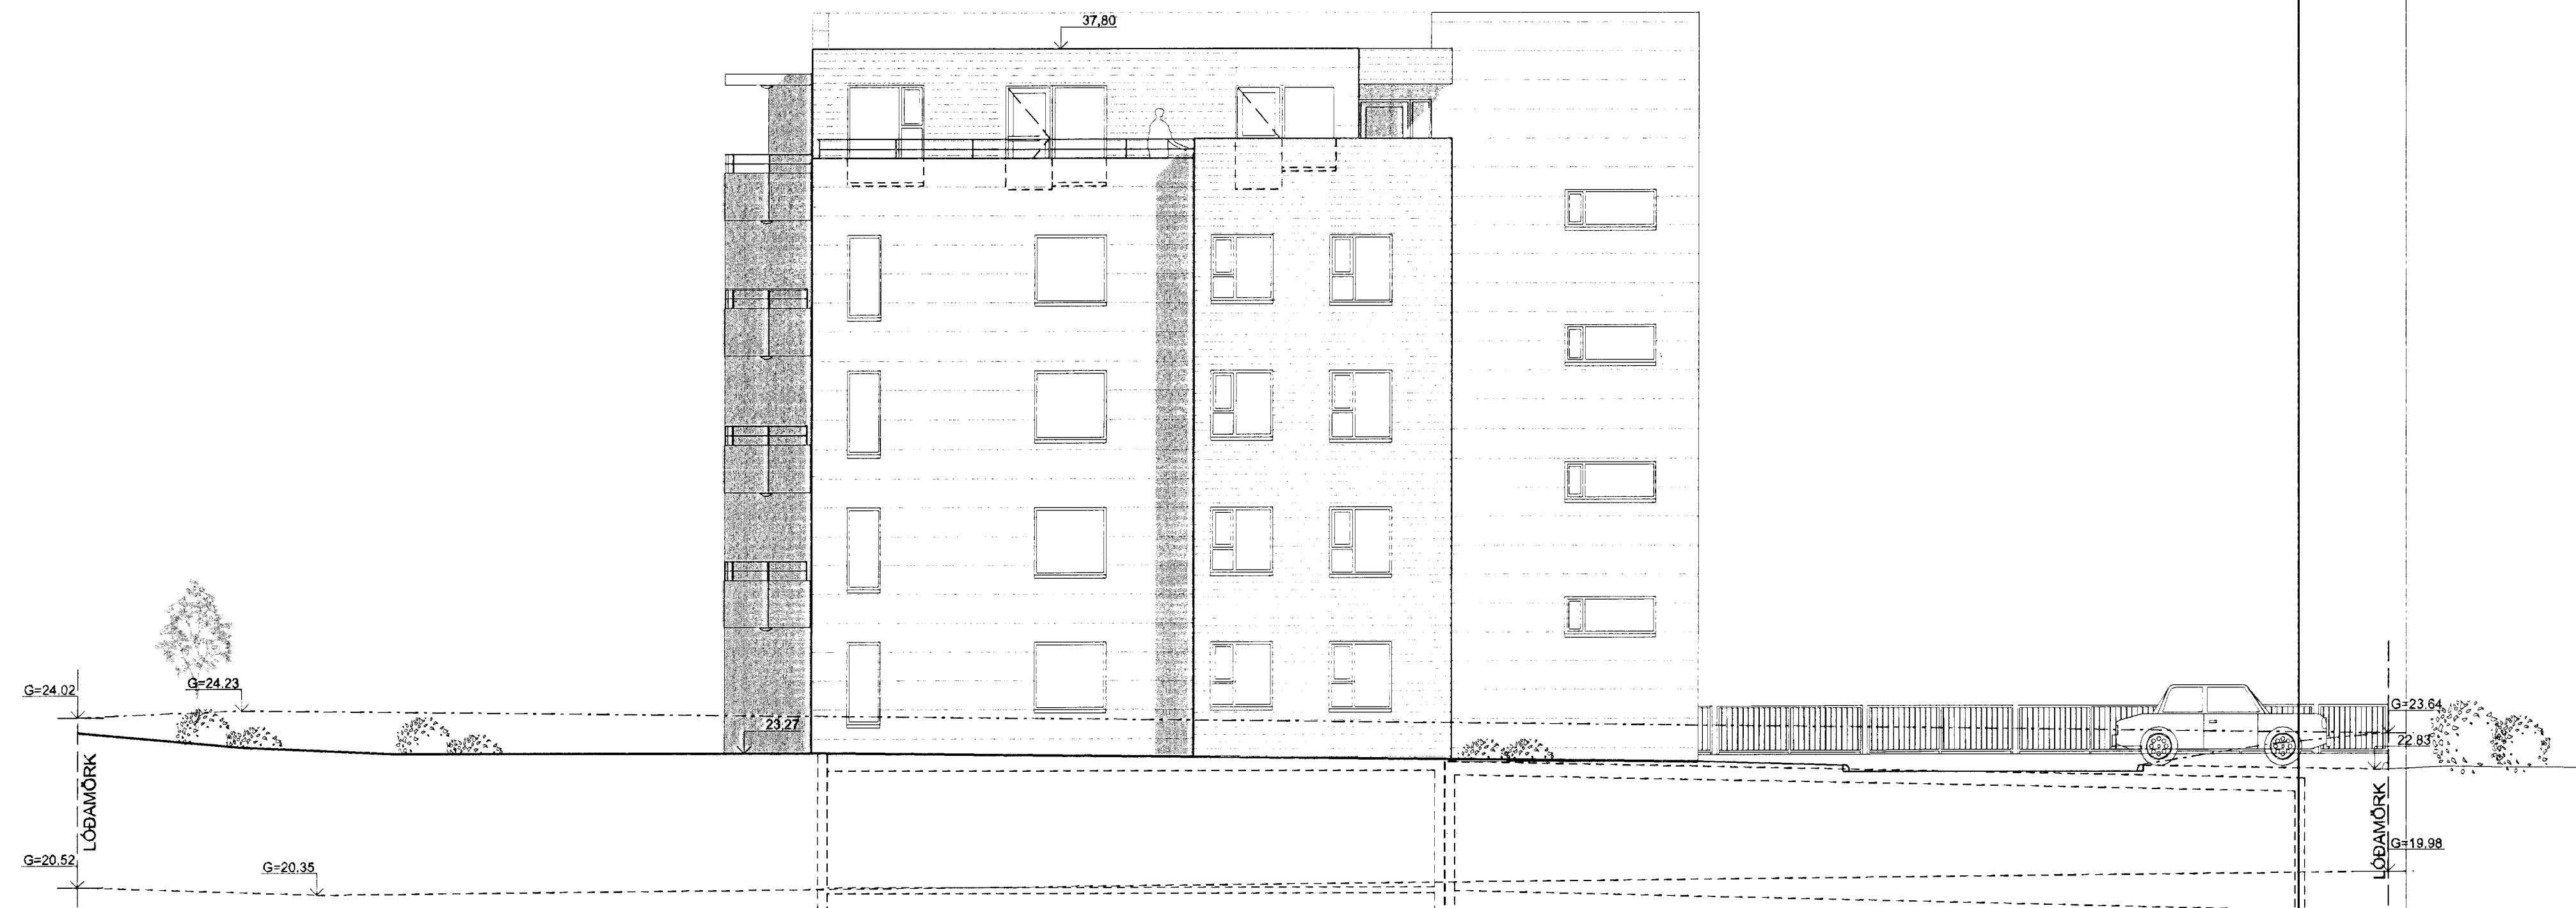 37,80
G=24.02
G=24.23
23,27
G=23.64
22.83
LÓÐAMÖRK
LÓÐAMÖRK
G=20.52
G=20.35
G=19.98